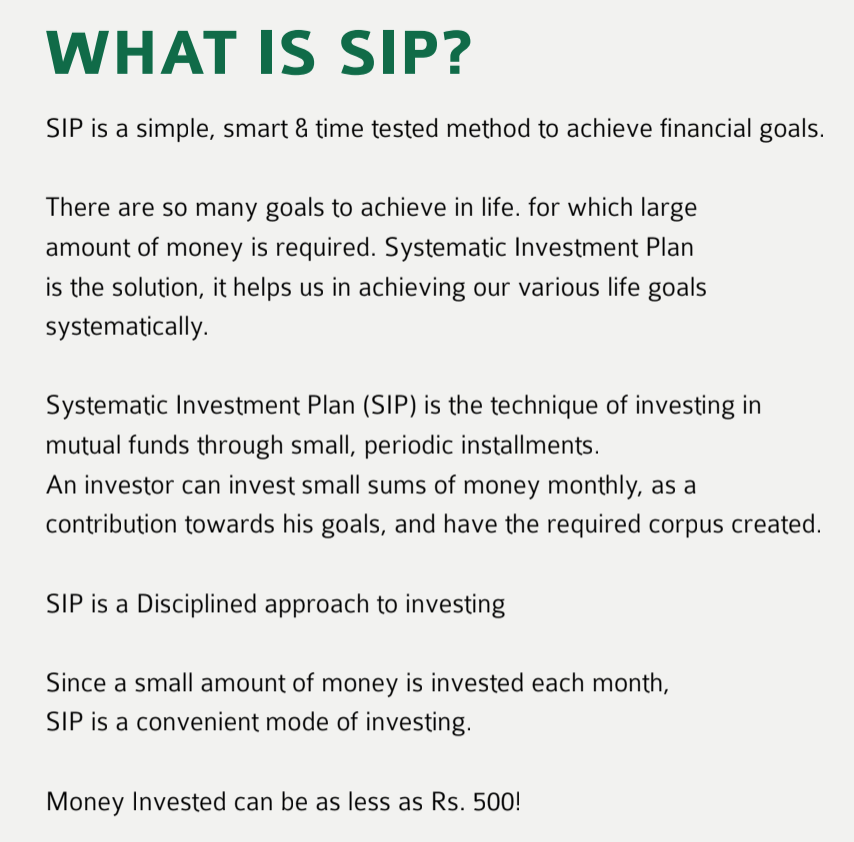 WHAT IS SIP?
SIP is a simple, smart & time tested method to achieve financial goals.
There are so many goals to achieve in life. for which large
amount of money is required. Systematic Investment Plan
is the solution, it helps us in achieving our various life goals
systematically.
Systematic Investment Plan (SIP) is the technique of investing in
mutual funds through small, periodic installments.
An investor can invest small sums of money monthly, as a
contribution towards his goals, and have the required corpus created.
SIP is a Disciplined approach to investing
Since a small amount of money is invested each month,
SIP is a convenient mode of investing.
Money Invested can be as less as Rs. 500!